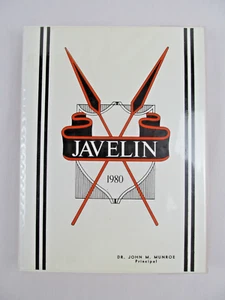 JAVELIN
1980
DR. JOHN M. MUNROE
Principal